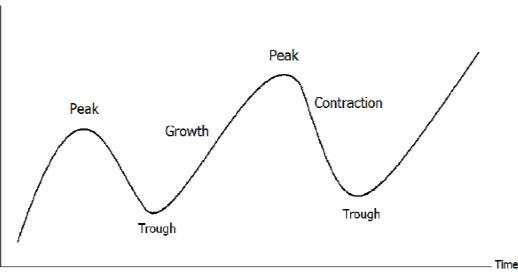 Peak
Peak
Contraction
Growth
Trough
Trough
Time